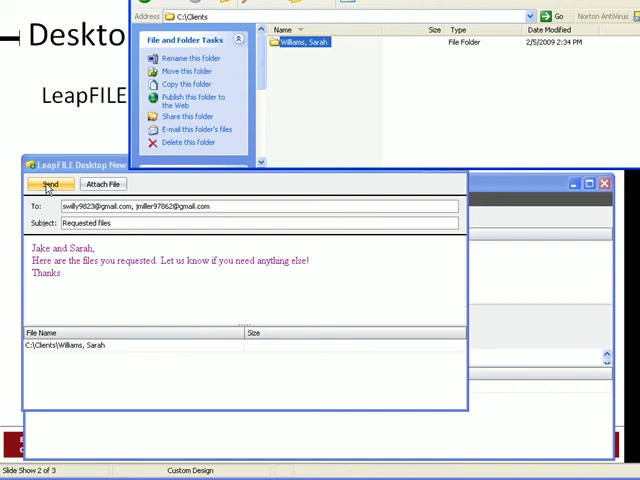 Deskto
LeapFILE
Address C:\Clients Go Norton AntiVirus
File and Folder Tasks
Rename this folder
Move this folder
Copy this folder
Publish this folder to
the Web
Share this folder
E-mail this folder's files
Delete this folder
Name Size Type Date Modified
Williams, Sarah File Folder 2/5/2009 2:34 PM
LeapFILE Desktop New
Send Attach File
To: swilly9823@gmail.com, jmiller97862@gmail.com
Subject: Requested files
Jake and Sarah,
Here are the files you requested. Let us know if you need anything else!
Thanks
File Name Size
C:\Clients\Williams, Sarah
Slide Show 2 of 3 Custom Design